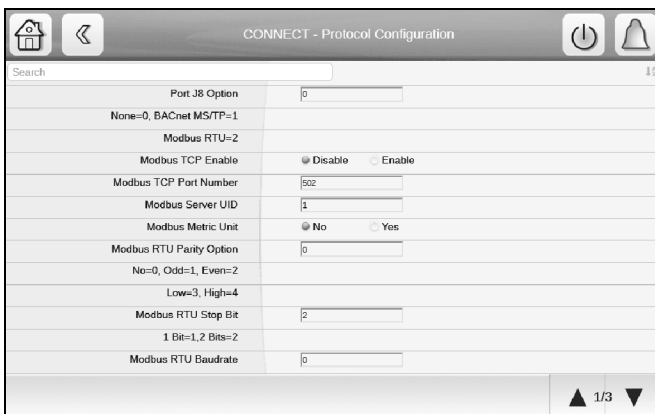 CONNECT - Protocol Configuration
Search
Port J8 Option 0
None=0, BACnet MS/TP=1
Modbus RTU=2
Modbus TCP Enable Disable Enable
Modbus TCP Port Number 502
Modbus Server UID 1
Modbus Metric Unit No Yes
Modbus RTU Parity Option 0
No=0, Odd=1, Even=2
Low=3, High=4
Modbus RTU Stop Bit 2
1 Bit=1,2 Bits=2
Modbus RTU Baudrate 0
1/3